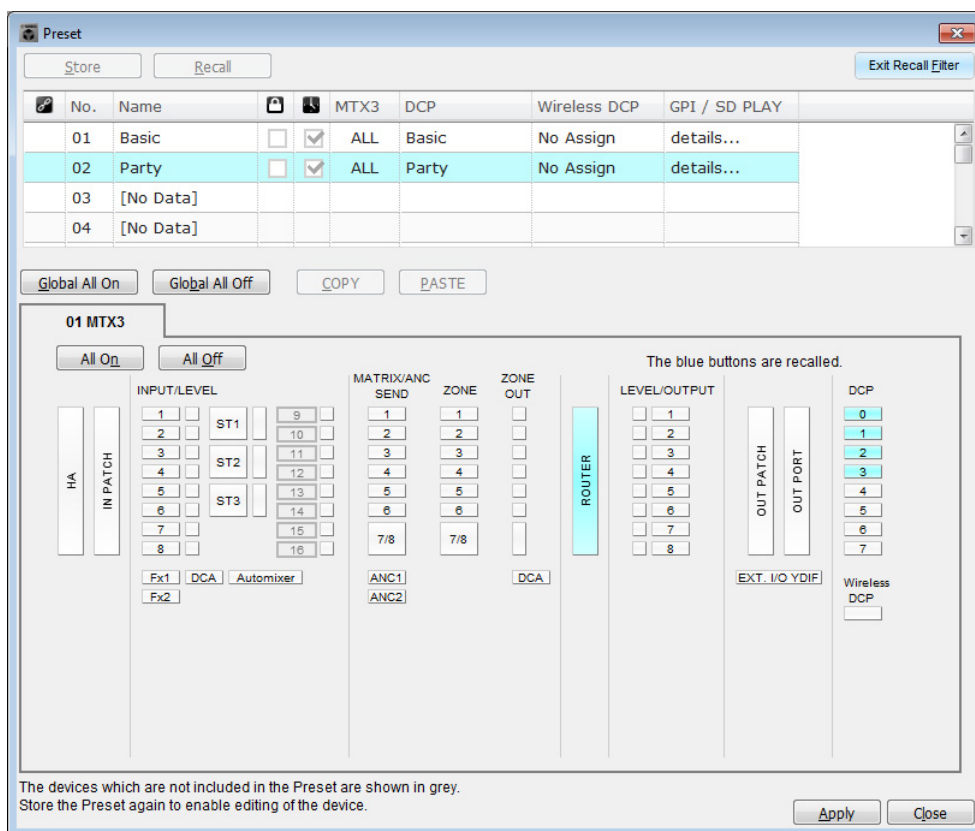 Preset
Store Recall Exit Recall Filter
No. Name MTX3 DCP Wireless DCP GPI / SD PLAY
01 Basic ALL Basic No Assign details...
02 Party ALL Party No Assign details...
03 [No Data]
04 [No Data]
Global All On Global All Off COPY PASTE
01 MTX3
All On All Off The blue buttons are recalled.
HA
IN PATCH
INPUT/LEVEL
1 ST1 9
2 10
3 ST2 11
4 12
5 ST3 13
6 14
7 15
8 16
Fx1 DCA Automixer
Fx2
MATRIX/ANC
SEND
1
2
3
4
5
6
7/8
ANC1
ANC2
ZONE
1
2
3
4
5
6
7/8
ZONE
OUT
DCA
ROUTER
LEVEL/OUTPUT
1
2
3
4
5
6
7
8
OUT PATCH
OUT PORT
EXT. I/O YDIF
DCP
0
1
2
3
4
5
6
7
Wireless
DCP
The devices which are not included in the Preset are shown in grey.
Store the Preset again to enable editing of the device.
Apply Close